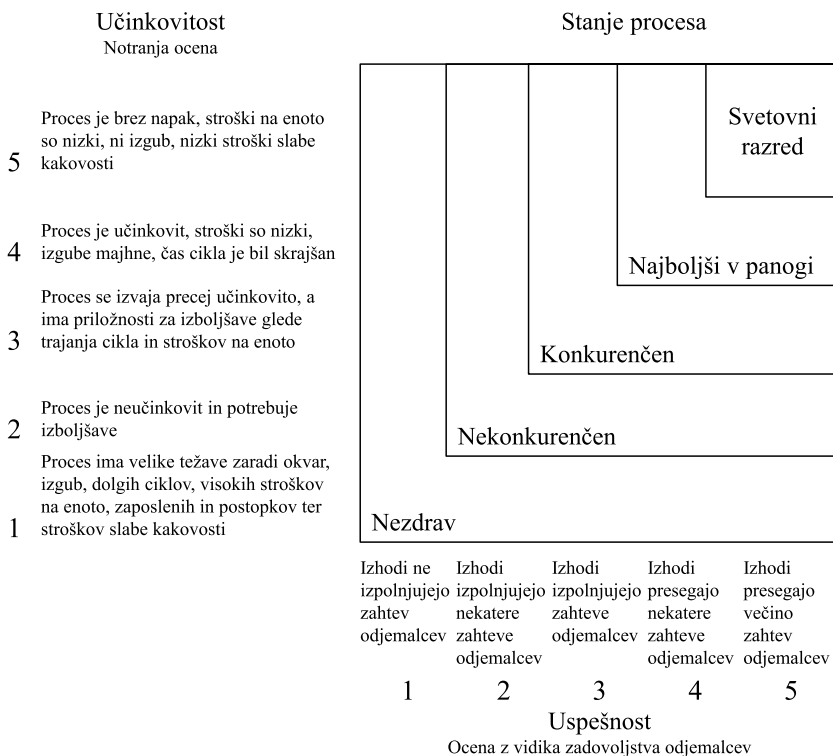 Učinkovitost
Notranja ocena
Stanje procesa
5
Proces je brez napak, stroški na enoto
so nizki, ni izgub, nizki stroški slabe
kakovosti
4
Proces je učinkovit, stroški so nizki,
izgube majhne, čas cikla je bil skrajšan
3
Proces se izvaja precej učinkovito, a
ima priložnosti za izboljšave glede
trajanja cikla in stroškov na enoto
2
Proces je neučinkovit in potrebuje
izboljšave
1
Proces ima velike težave zaradi okvar,
izgub, dolgih ciklov, visokih stroškov
na enoto, zaposlenih in postopkov ter
stroškov slabe kakovosti
Svetovni
razred
Najboljši v panogi
Konkurenčen
Nekonkurenčen
Nezdrav
Izhodi ne
izpolnjujejo
zahtev
odjemalcev
1
Izhodi
izpolnjujejo
nekatere
zahteve
odjemalcev
2
Izhodi
izpolnjujejo
zahteve
odjemalcev
3
Izhodi
presegajo
nekatere
zahteve
odjemalcev
4
Izhodi
presegajo
večino
zahtev
odjemalcev
5
Uspešnost
Ocena z vidika zadovoljstva odjemalcev